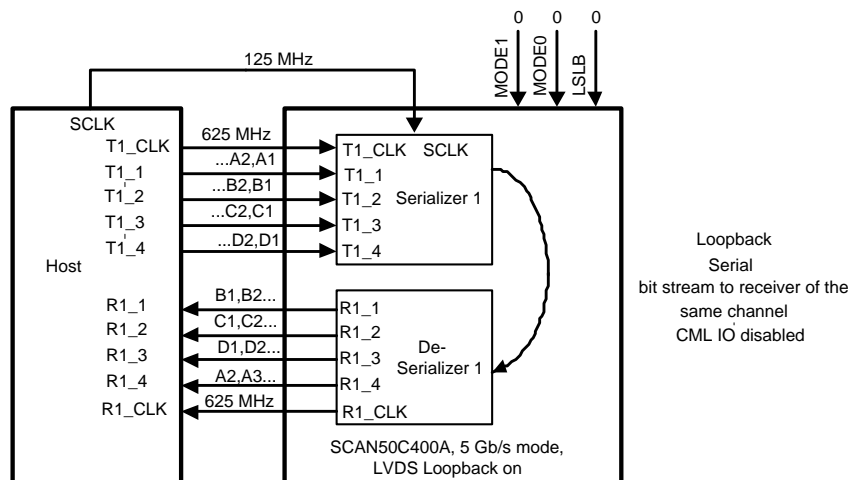 0 0 0
MODE1
MODE0
LSLB
125 MHz
SCLK
T1_CLK
625 MHz
T1_CLK SCLK
T1_1
...A2,A1
T1_1
T1_2
...B2,B1
T1_2
Serializer 1
T1_3
...C2,C1
T1_3
T1_4
...D2,D1
T1_4
Host
R1_1
B1,B2...
R1_1
R1_2
C1,C2...
R1_2
R1_3
D1,D2...
R1_3
R1_4
A2,A3...
R1_4
R1_CLK
625 MHz
R1_CLK
De-
Serializer 1
SCAN50C400A, 5 Gb/s mode,
LVDS Loopback on
Loopback
Serial
bit stream to receiver of the
same channel
CML IO' disabled